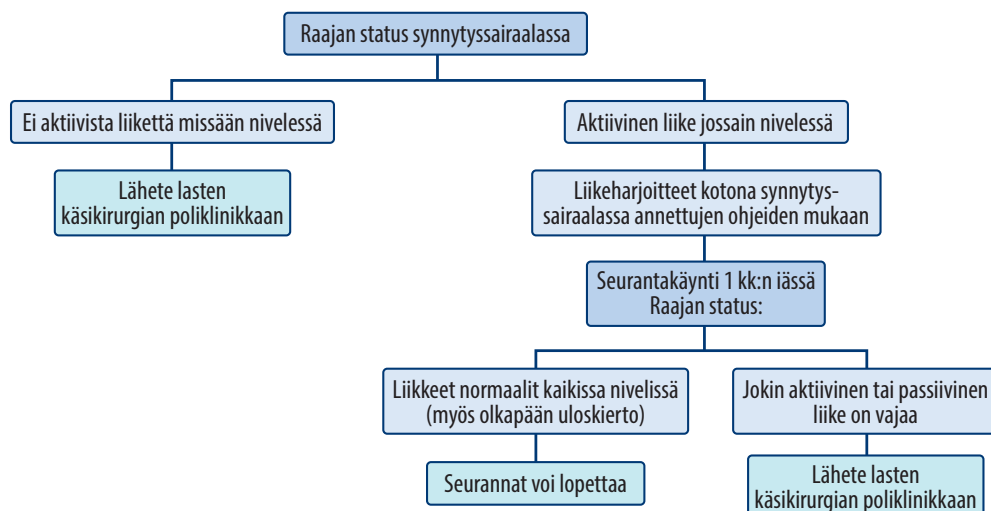 Raajan status synnytyssairaalassa
Ei aktiivista liikettä missään nivelessä
Aktiivinen liike jossain nivelessä
Lähete lasten
käsikirurgian poliklinikkaan
Liikeharjoitteet kotona synnytys-
sairaalassa annettujen ohjeiden mukaan
Seurantakäynti 1 kk:n iässä
Raajan status:
Liikkeet normaalit kaikissa nivelissä
(myös olkapään uloskierto)
Jokin aktiivinen tai passiivinen
liike on vajaa
Seurannat voi lopettaa
Lähete lasten
käsikirurgian poliklinikkaan